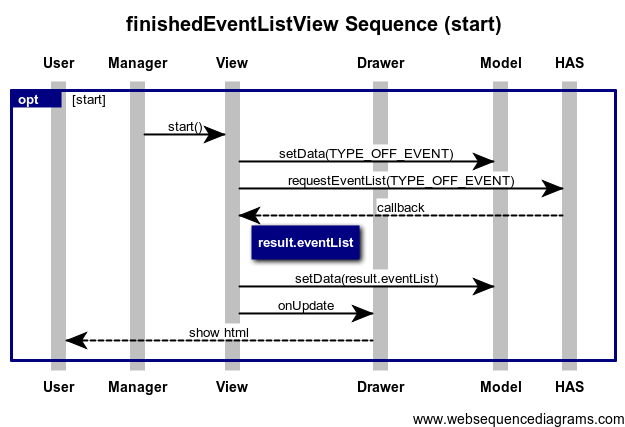 finishedEventListView Sequence (start)
User Manager View Drawer Model HAS
opt [start]
start()
setData(TYPE_OFF_EVENT)
requestEventList(TYPE_OFF_EVENT)
callback
result.eventList
setData(result.eventList)
onUpdate
show html
User Manager View Drawer Model HAS
www.websequencediagrams.com